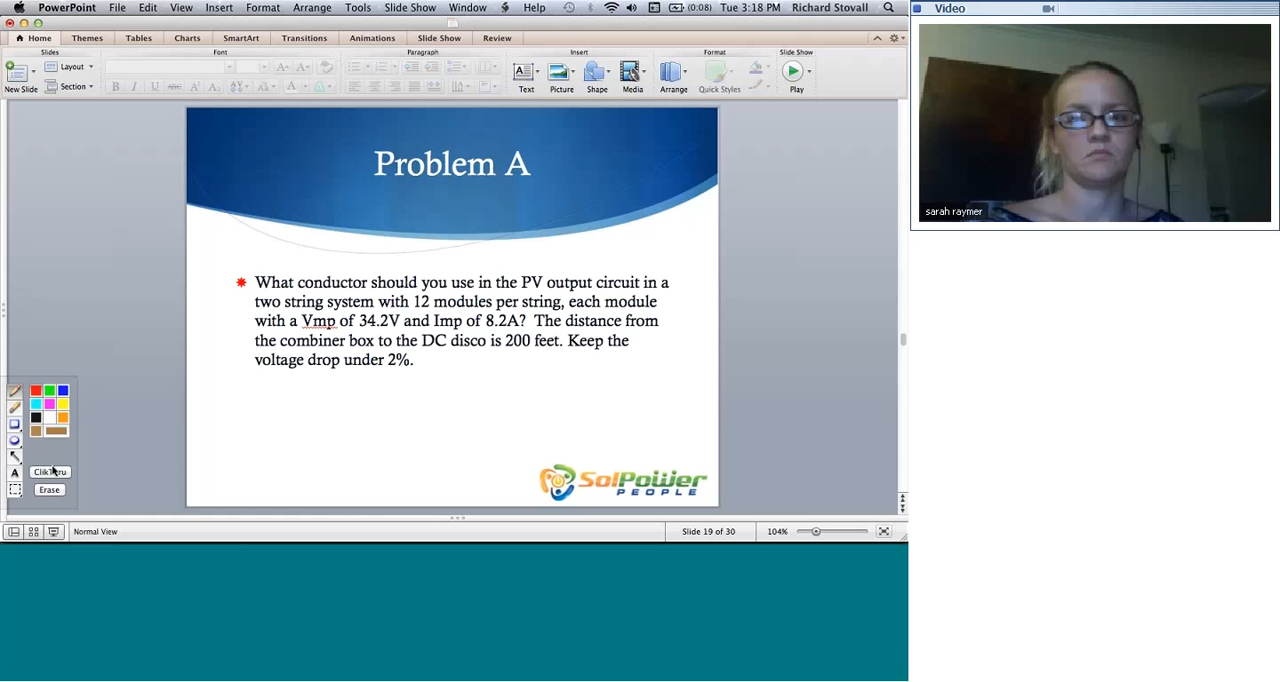 PowerPoint File Edit View Insert Format Arrange Tools Slide Show Window Help (0:08) Tue 3:18 PM Richard Stovall
Video
Home Themes Tables Charts SmartArt Transitions Animations Slide Show Review
Slides Font Paragraph Insert Format Slide Show
New Slide Layout Section Text Picture Shape Media Arrange Quick Styles Play
B I U ABC A A
Problem A
What conductor should you use in the PV output circuit in a
two string system with 12 modules per string, each module
with a Vmp of 34.2V and Imp of 8.2A? The distance from
the combiner box to the DC disco is 200 feet. Keep the
voltage drop under 2%.
SolPower
PEOPLE
A
Erase
Normal View Slide 19 of 30 104%
sarah raymer